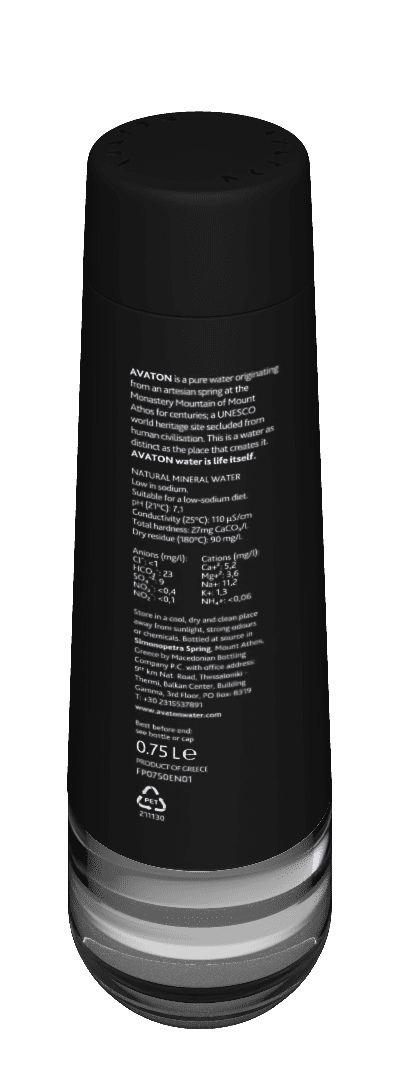 AVATON is a pure water originating
from an artesian spring at the
Monastery Mountain of Mount
Athos for centuries; a UNESCO
world heritage site secluded from
human civilisation. This is a water as
distinct as the place that creates it.
AVATON water is life itself.
NATURAL MINERAL WATER
Low in sodium.
Suitable for a low-sodium diet.
pH (21°C): 7,1
Conductivity (25°C): 110 µS/cm
Total hardness: 27mg CaCO₃/L
Dry residue (180°C): 90 mg/L
Anions (mg/l): Cations (mg/l):
Cl⁻: <1 Ca+²: 5,2
HCO₃⁻: 23 Mg+²: 3,6
SO₄⁻²: 9 Na+: 11,2
NO₃⁻: <0,4 K+: 1,3
NO₂⁻: <0,1 NH₄+: <0,06
Store in a cool, dry and clean place
away from sunlight, strong odours
or chemicals. Bottled at source in
Simonopetra Spring, Mount Athos,
Greece by Macedonian Bottling
Company P.C. with office address:
9ᵗʰ km Nat. Road, Thessaloniki -
Thermi, Balkan Center, Building
Gamma, 3rd Floor, PO box: 8319
T: +30 2315537891
www.avatonwater.com
Best before end:
see bottle or cap
0.75 L℮
PRODUCT OF GREECE
FP0750EN01
PET
211130